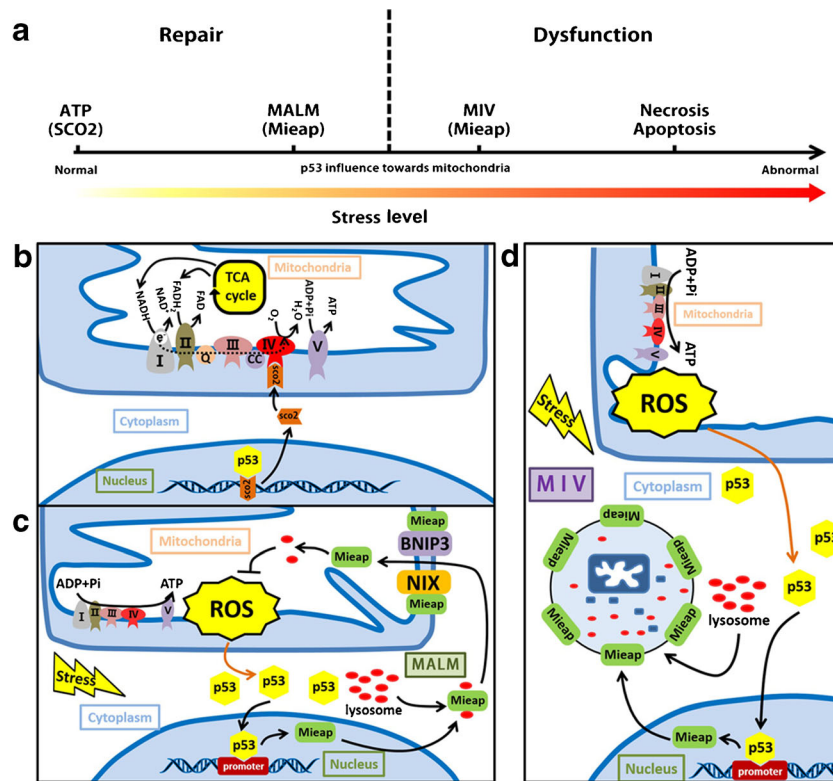 a
Repair
Dysfunction
ATP
(SCO2)
MALM
(Mieap)
MIV
(Mieap)
Necrosis
Apoptosis
Normal
p53 influence towards mitochondria
Abnormal
Stress level
b
TCA
cycle
Mitochondria
NADH
NAD⁺
FADH₂
FAD
O₂
H₂O
ADP+Pi
ATP
e⁻
I
II
Q
III
CC
IV
V
sco2
sco2
Cytoplasm
p53
sco2
Nucleus
c
Mitochondria
Mieap
BNIP3
NIX
Mieap
Mieap
ADP+Pi
ATP
I
II
III
IV
V
ROS
MALM
Stress
p53
p53
p53
lysosome
Mieap
Cytoplasm
p53
promoter
Mieap
Nucleus
d
ADP+Pi
ATP
I
II
III
IV
V
Mitochondria
ROS
Stress
MIV
Cytoplasm
p53
p53
p53
Mieap
Mieap
Mieap
Mieap
Mieap
Mieap
lysosome
Mieap
p53
promoter
Nucleus